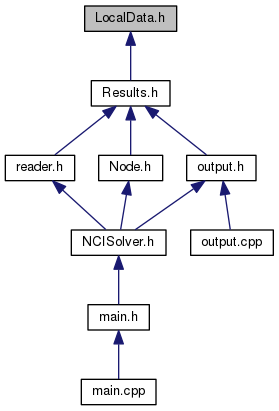 LocalData.h
Results.h
reader.h
Node.h
output.h
NCISolver.h
output.cpp
main.h
main.cpp